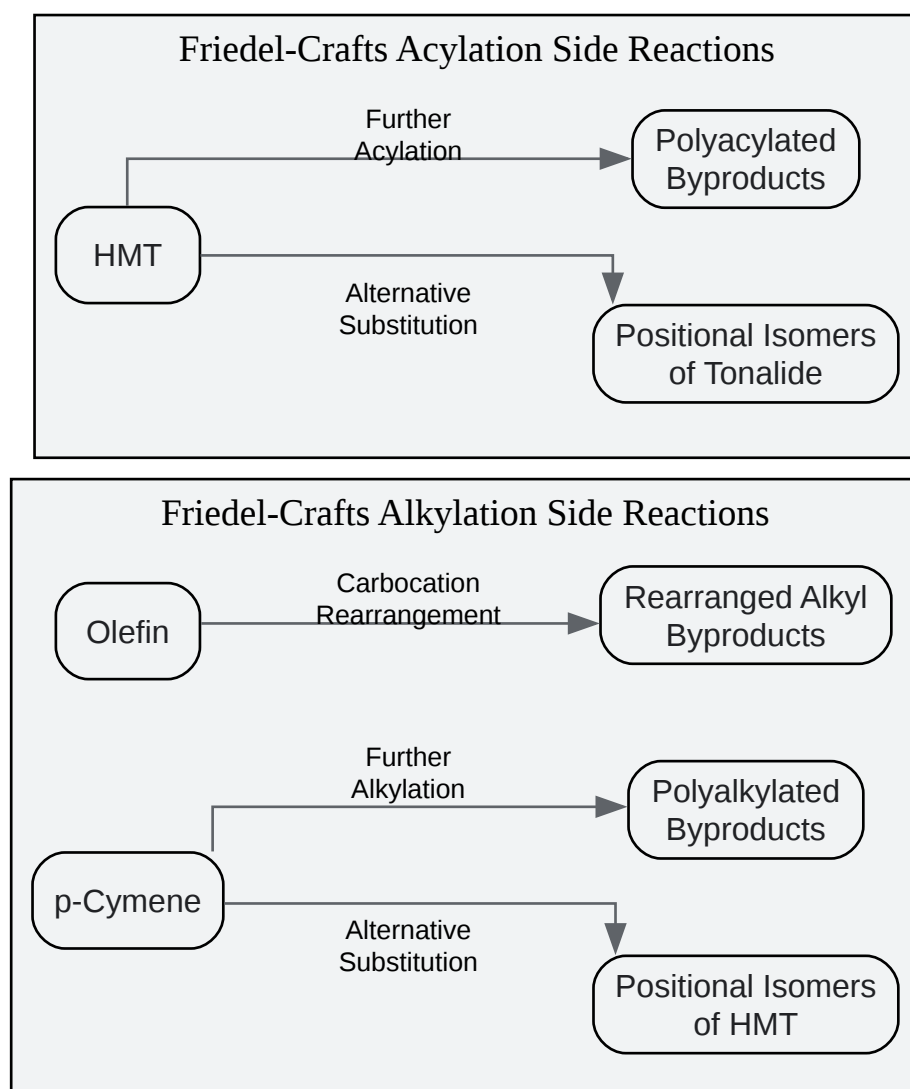 Friedel-Crafts Acylation Side Reactions
Further
Acylation
Polyacylated
Byproducts
HMT
Alternative
Substitution
Positional Isomers
of Tonalide
Friedel-Crafts Alkylation Side Reactions
Olefin
Carbocation
Rearrangement
Rearranged Alkyl
Byproducts
Further
Alkylation
Polyalkylated
Byproducts
p-Cymene
Alternative
Substitution
Positional Isomers
of HMT